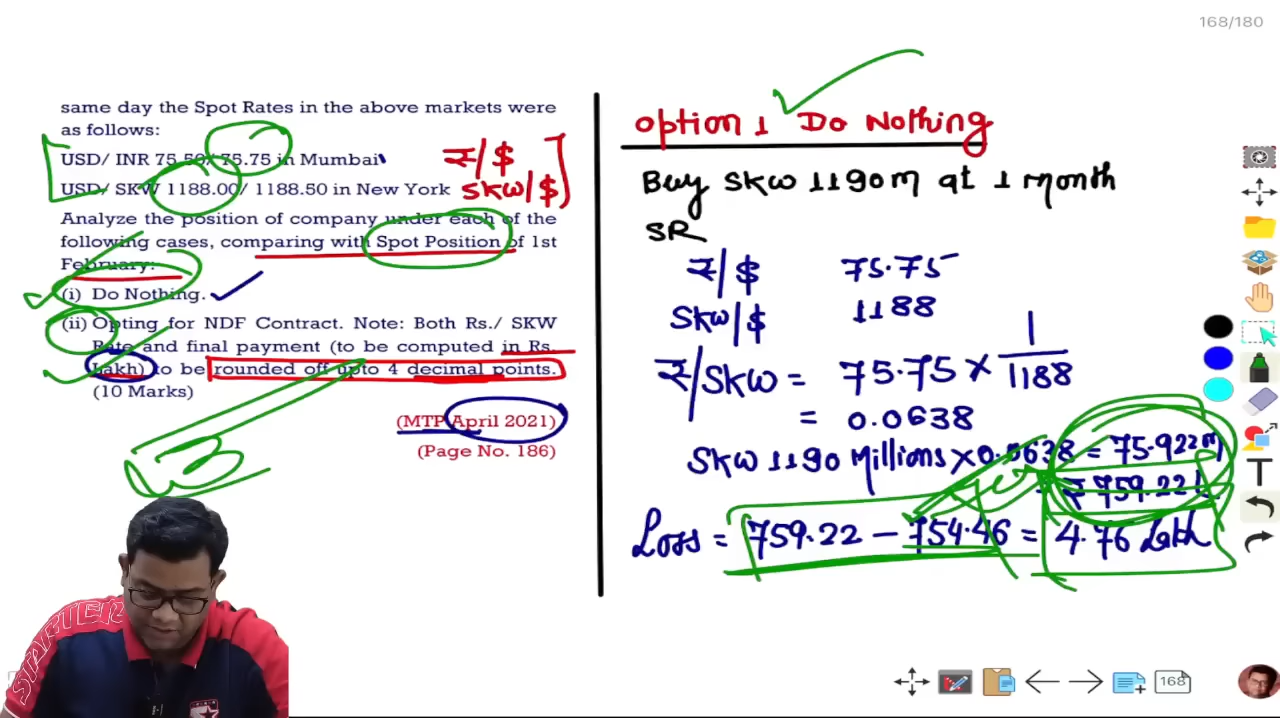 168/180
same day the Spot Rates in the above markets were
as follows:
USD/ INR 75.50/ 75.75 in Mumbai
₹/$
USD/ SKW 1188.00/ 1188.50 in New York
SKW/$
Analyze the position of company under each of the
following cases, comparing with Spot Position of 1st
February:
(i) Do Nothing.
(ii) Opting for NDF Contract. Note: Both Rs./ SKW
Rate and final payment (to be computed in Rs.
Lakh) to be rounded off upto 4 decimal points.
(10 Marks)
(MTP April 2021)
(Page No. 186)
3
Option 1 Do Nothing
Buy SKW 1190m at 1 month
SR
₹/$ 75.75
SKW/$ 1188
₹/SKW = 75.75 × 1/1188
= 0.0638
SKW 1190 Millions × 0.0638 = 75.922m
= ₹759.22L
Loss = 759.22 - 754.46 = 4.76 Lakh
STARTER
T
168